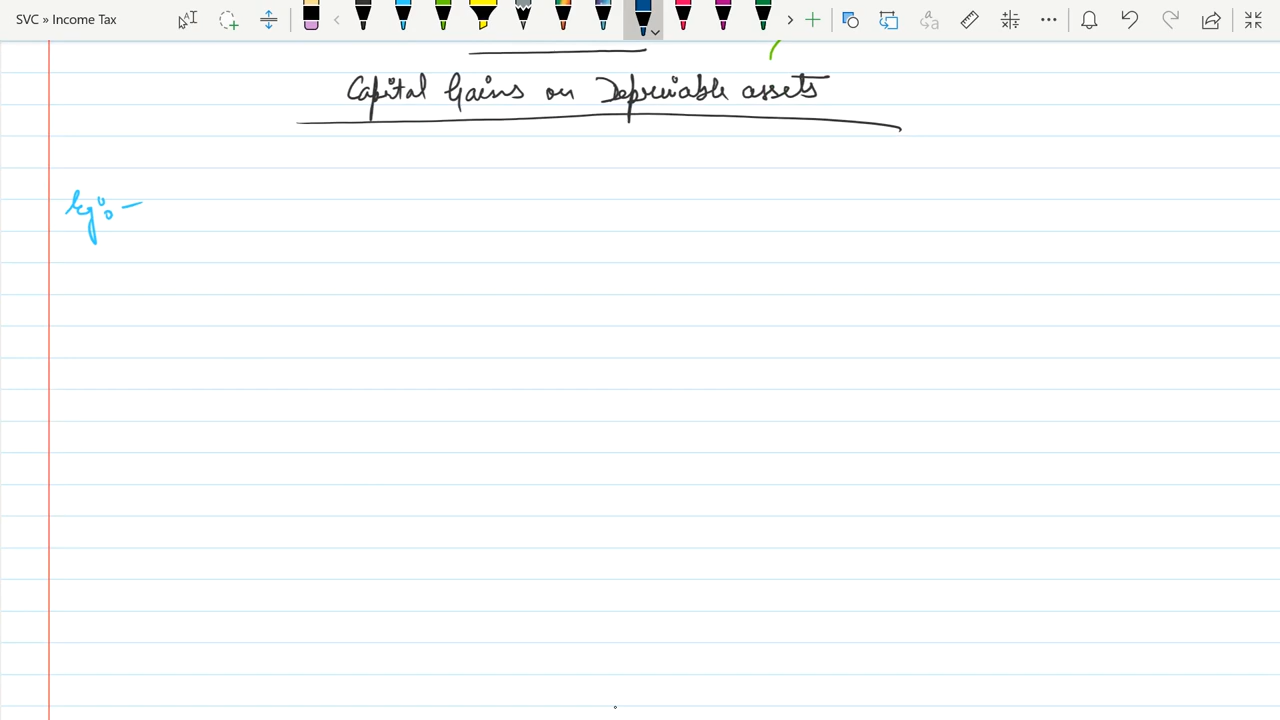 SVC » Income Tax
Capital Gains on Depreciable assets
Eg:-